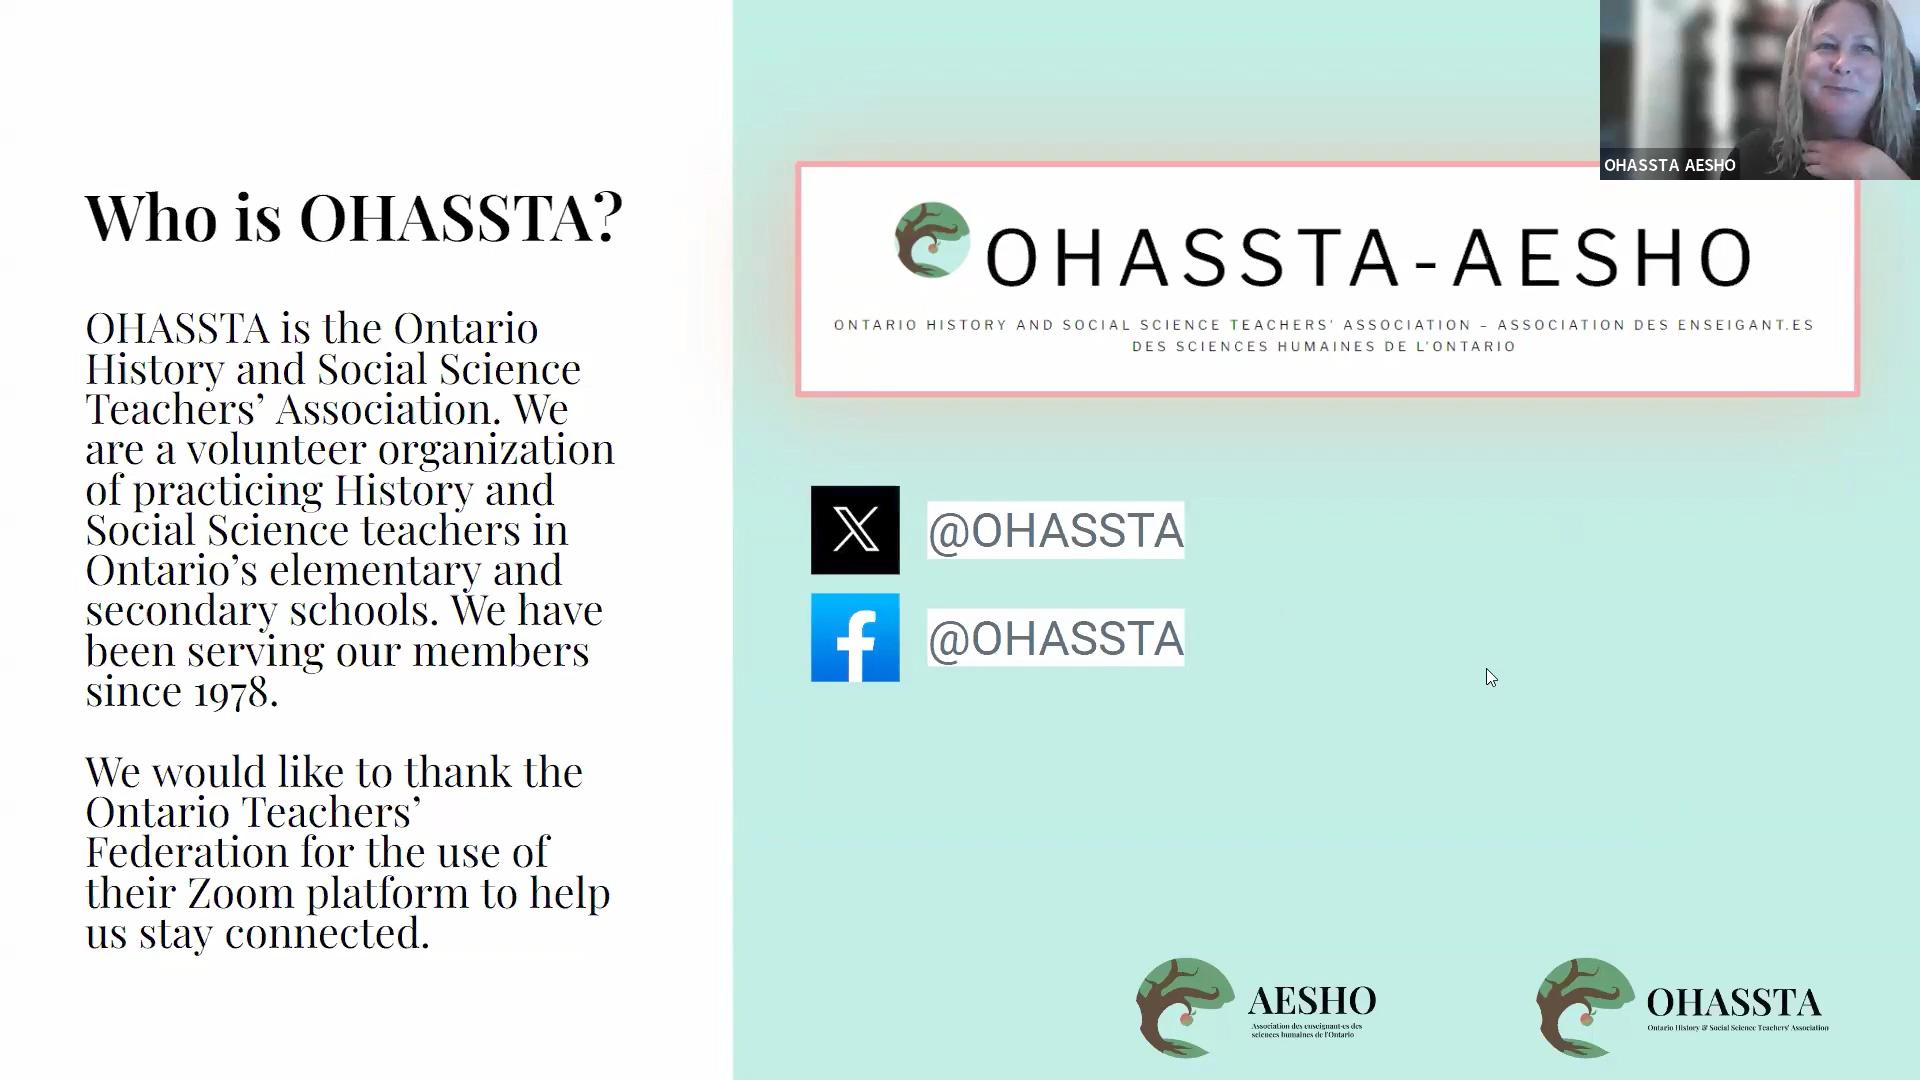 Who is OHASSTA?
OHASSTA is the Ontario
History and Social Science
Teachers’ Association. We
are a volunteer organization
of practicing History and
Social Science teachers in
Ontario’s elementary and
secondary schools. We have
been serving our members
since 1978.
We would like to thank the
Ontario Teachers’
Federation for the use of
their Zoom platform to help
us stay connected.
OHASSTA AESHO
OHASSTA-AESHO
ONTARIO HISTORY AND SOCIAL SCIENCE TEACHERS’ ASSOCIATION – ASSOCIATION DES ENSEIGANT.ES
DES SCIENCES HUMAINES DE L’ONTARIO
@OHASSTA
@OHASSTA
AESHO
Association des enseignant·es des
sciences humaines de l'Ontario
OHASSTA
Ontario History & Social Science Teachers' Association